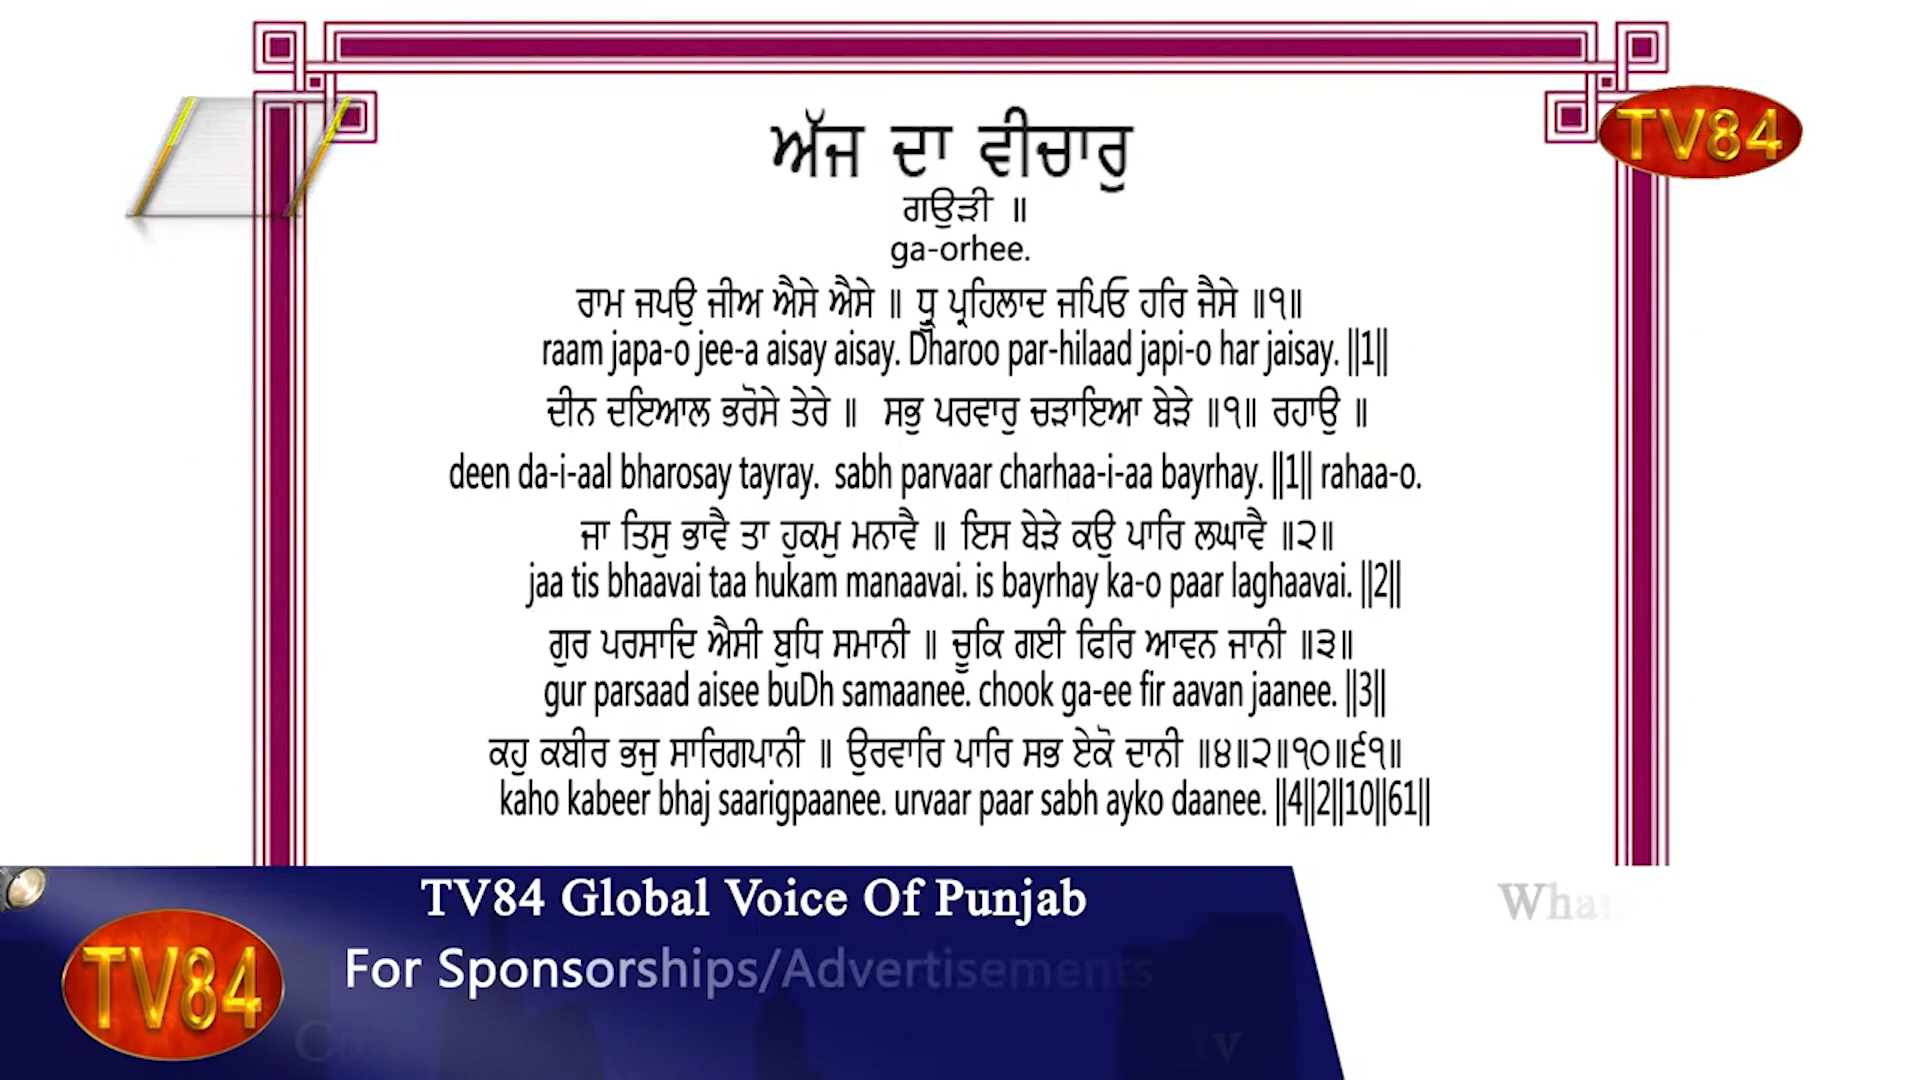 ਅੱਜ ਦਾ ਵੀਚਾਰੁ
TV84
ਗਉੜੀ ॥
ga-orhee.
ਰਾਮ ਜਪਉ ਜੀਅ ਐਸੇ ਐਸੇ ॥ ਧ੍ਰੂ ਪ੍ਰਹਿਲਾਦ ਜਪਿਓ ਹਰਿ ਜੈਸੇ ॥੧॥
raam japa-o jee-a aisay aisay. Dharoo par-hilaad japi-o har jaisay. ||1||
ਦੀਨ ਦਇਆਲ ਭਰੋਸੇ ਤੇਰੇ ॥ ਸਭੁ ਪਰਵਾਰੁ ਚੜਾਇਆ ਬੇੜੇ ॥੧॥ ਰਹਾਉ ॥
deen da-i-aal bharosay tayray. sabh parvaar charhaa-i-aa bayrhay. ||1|| rahaa-o.
ਜਾ ਤਿਸੁ ਭਾਵੈ ਤਾ ਹੁਕਮੁ ਮਨਾਵੈ ॥ ਇਸ ਬੇੜੇ ਕਉ ਪਾਰਿ ਲਘਾਵੈ ॥੨॥
jaa tis bhaavai taa hukam manaavai. is bayrhay ka-o paar laghaavai. ||2||
ਗੁਰ ਪਰਸਾਦਿ ਐਸੀ ਬੁਧਿ ਸਮਾਨੀ ॥ ਚੂਕਿ ਗਈ ਫਿਰਿ ਆਵਨ ਜਾਨੀ ॥੩॥
gur parsaad aisee buDh samaanee. chook ga-ee fir aavan jaanee. ||3||
ਕਹੁ ਕਬੀਰ ਭਜੁ ਸਾਰਿਗਪਾਨੀ ॥ ਉਰਵਾਰਿ ਪਾਰਿ ਸਭ ਏਕੋ ਦਾਨੀ ॥੪॥੨॥੧੦॥੬੧॥
kaho kabeer bhaj saarigpaanee. urvaar paar sabh ayko daanee. ||4||2||10||61||
TV84 Global Voice Of Punjab
For Sponsorships/Advertisements
TV84